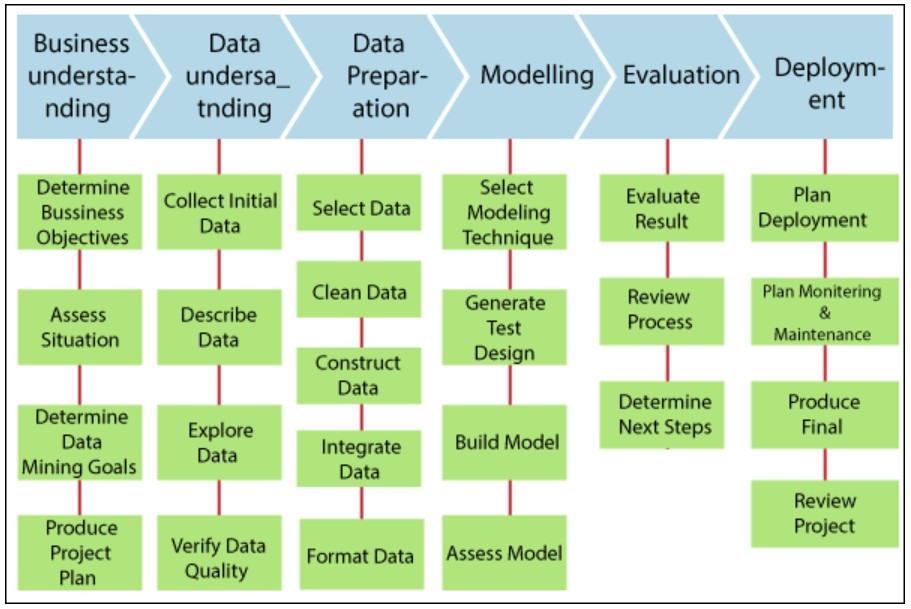 Business
understa-
nding
Data
undersa_
tnding
Data
Prepar-
ation
Modelling
Evaluation
Deploym-
ent
Determine
Bussiness
Objectives
Assess
Situation
Determine
Data
Mining Goals
Produce
Project
Plan
Collect Initial
Data
Describe
Data
Explore
Data
Verify Data
Quality
Select Data
Clean Data
Construct
Data
Integrate
Data
Format Data
Select
Modeling
Technique
Generate
Test
Design
Build Model
Assess Model
Evaluate
Result
Review
Process
Determine
Next Steps
Plan
Deployment
Plan Monitering
&
Maintenance
Produce
Final
Review
Project